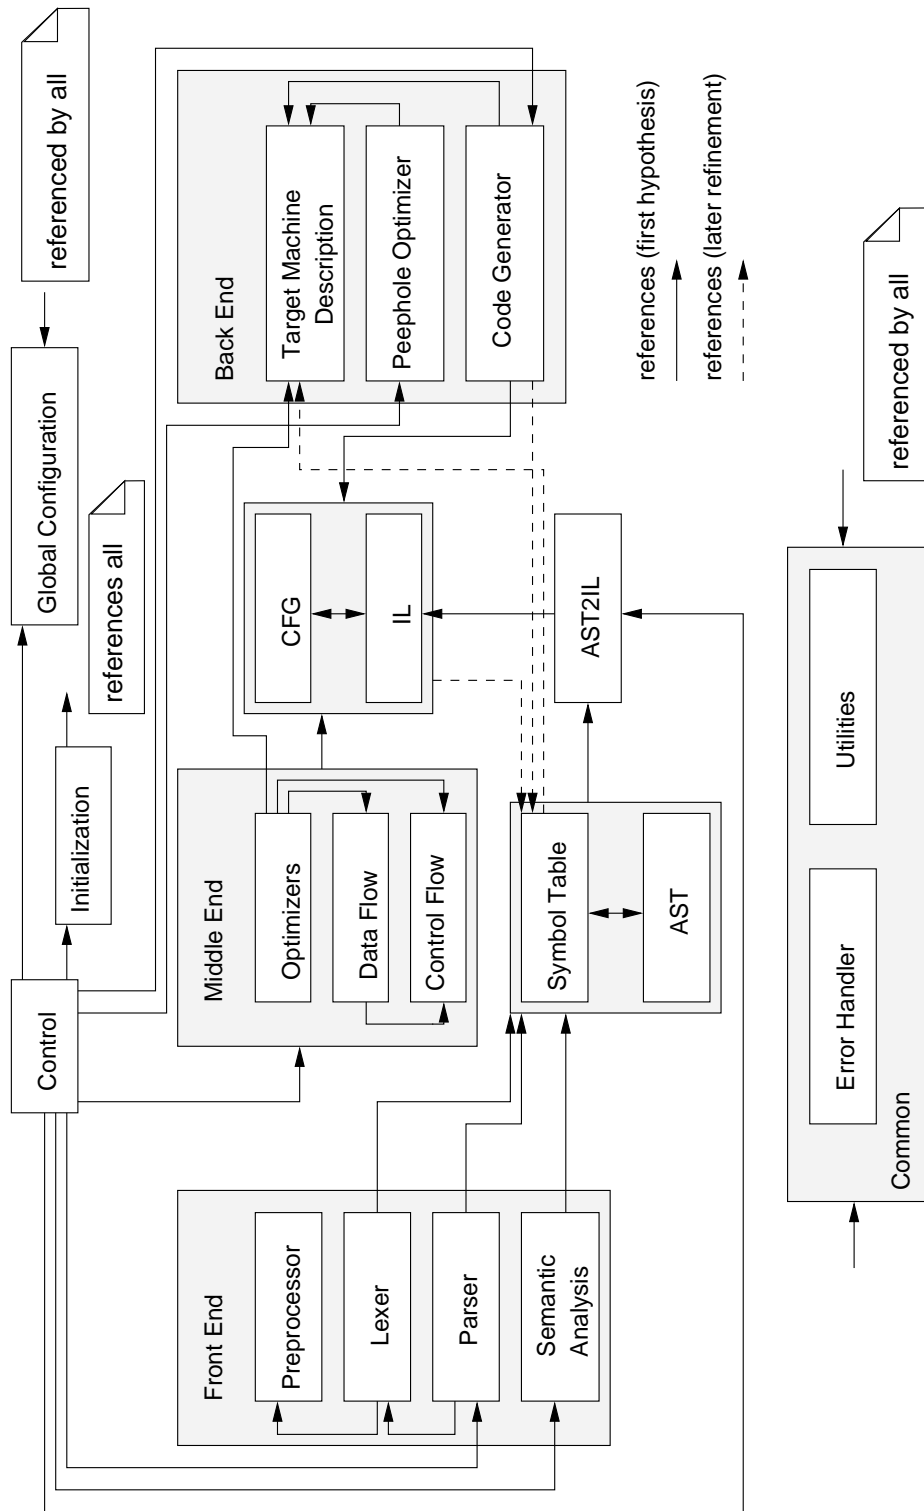 Control
Initialization
references all
Global Configuration
referenced by all
Front End
Preprocessor
Lexer
Parser
Semantic
Analysis
Middle End
Optimizers
Data Flow
Control Flow
CFG
IL
Back End
Target Machine
Description
Peephole Optimizer
Code Generator
Symbol Table
AST
AST2IL
references (first hypothesis)
references (later refinement)
Common
Error Handler
Utilities
referenced by all